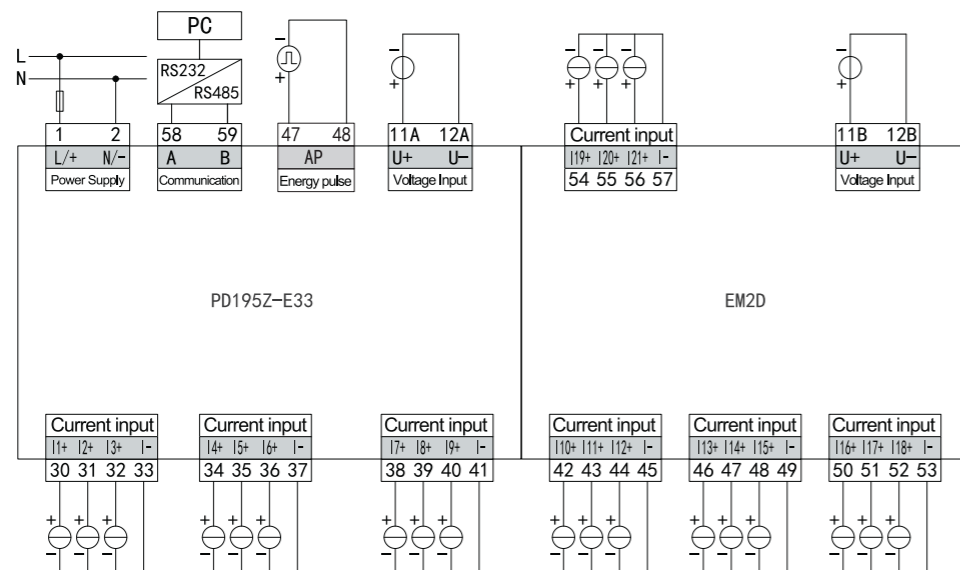 PC
L
N
RS232
RS485
1 2
L/+ N/-
Power Supply
58 59
A B
Communication
- +
47 48
AP
Energy pulse
- +
11A 12A
U+ U-
Voltage Input
- - -
+ + +
Current input
I19+ I20+ I21+ I-
54 55 56 57
- +
11B 12B
U+ U-
Voltage Input
PD195Z-E33
EM2D
Current input
I1+ I2+ I3+ I-
30 31 32 33
+ + +
- - -
Current input
I4+ I5+ I6+ I-
34 35 36 37
+ + +
- - -
Current input
I7+ I8+ I9+ I-
38 39 40 41
+ + +
- - -
Current input
I10+ I11+ I12+ I-
42 43 44 45
+ + +
- - -
Current input
I13+ I14+ I15+ I-
46 47 48 49
+ + +
- - -
Current input
I16+ I17+ I18+ I-
50 51 52 53
+ + +
- - -